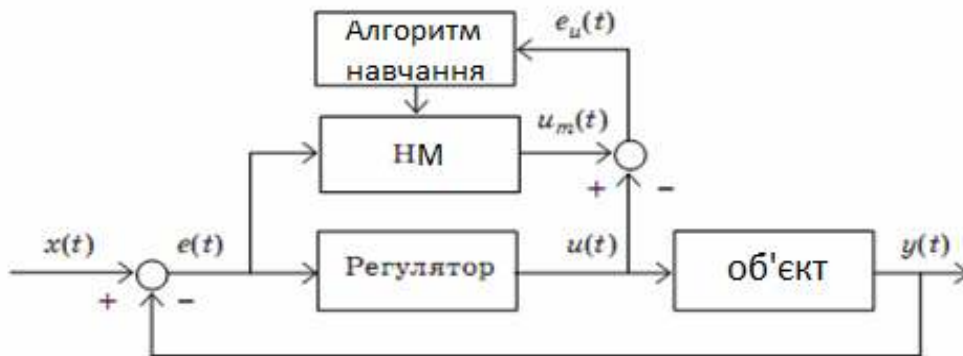 Алгоритм
навчання
e_u(t)
НМ
u_m(t)
+ −
x(t)
e(t)
Регулятор
u(t)
об'єкт
y(t)
+ −